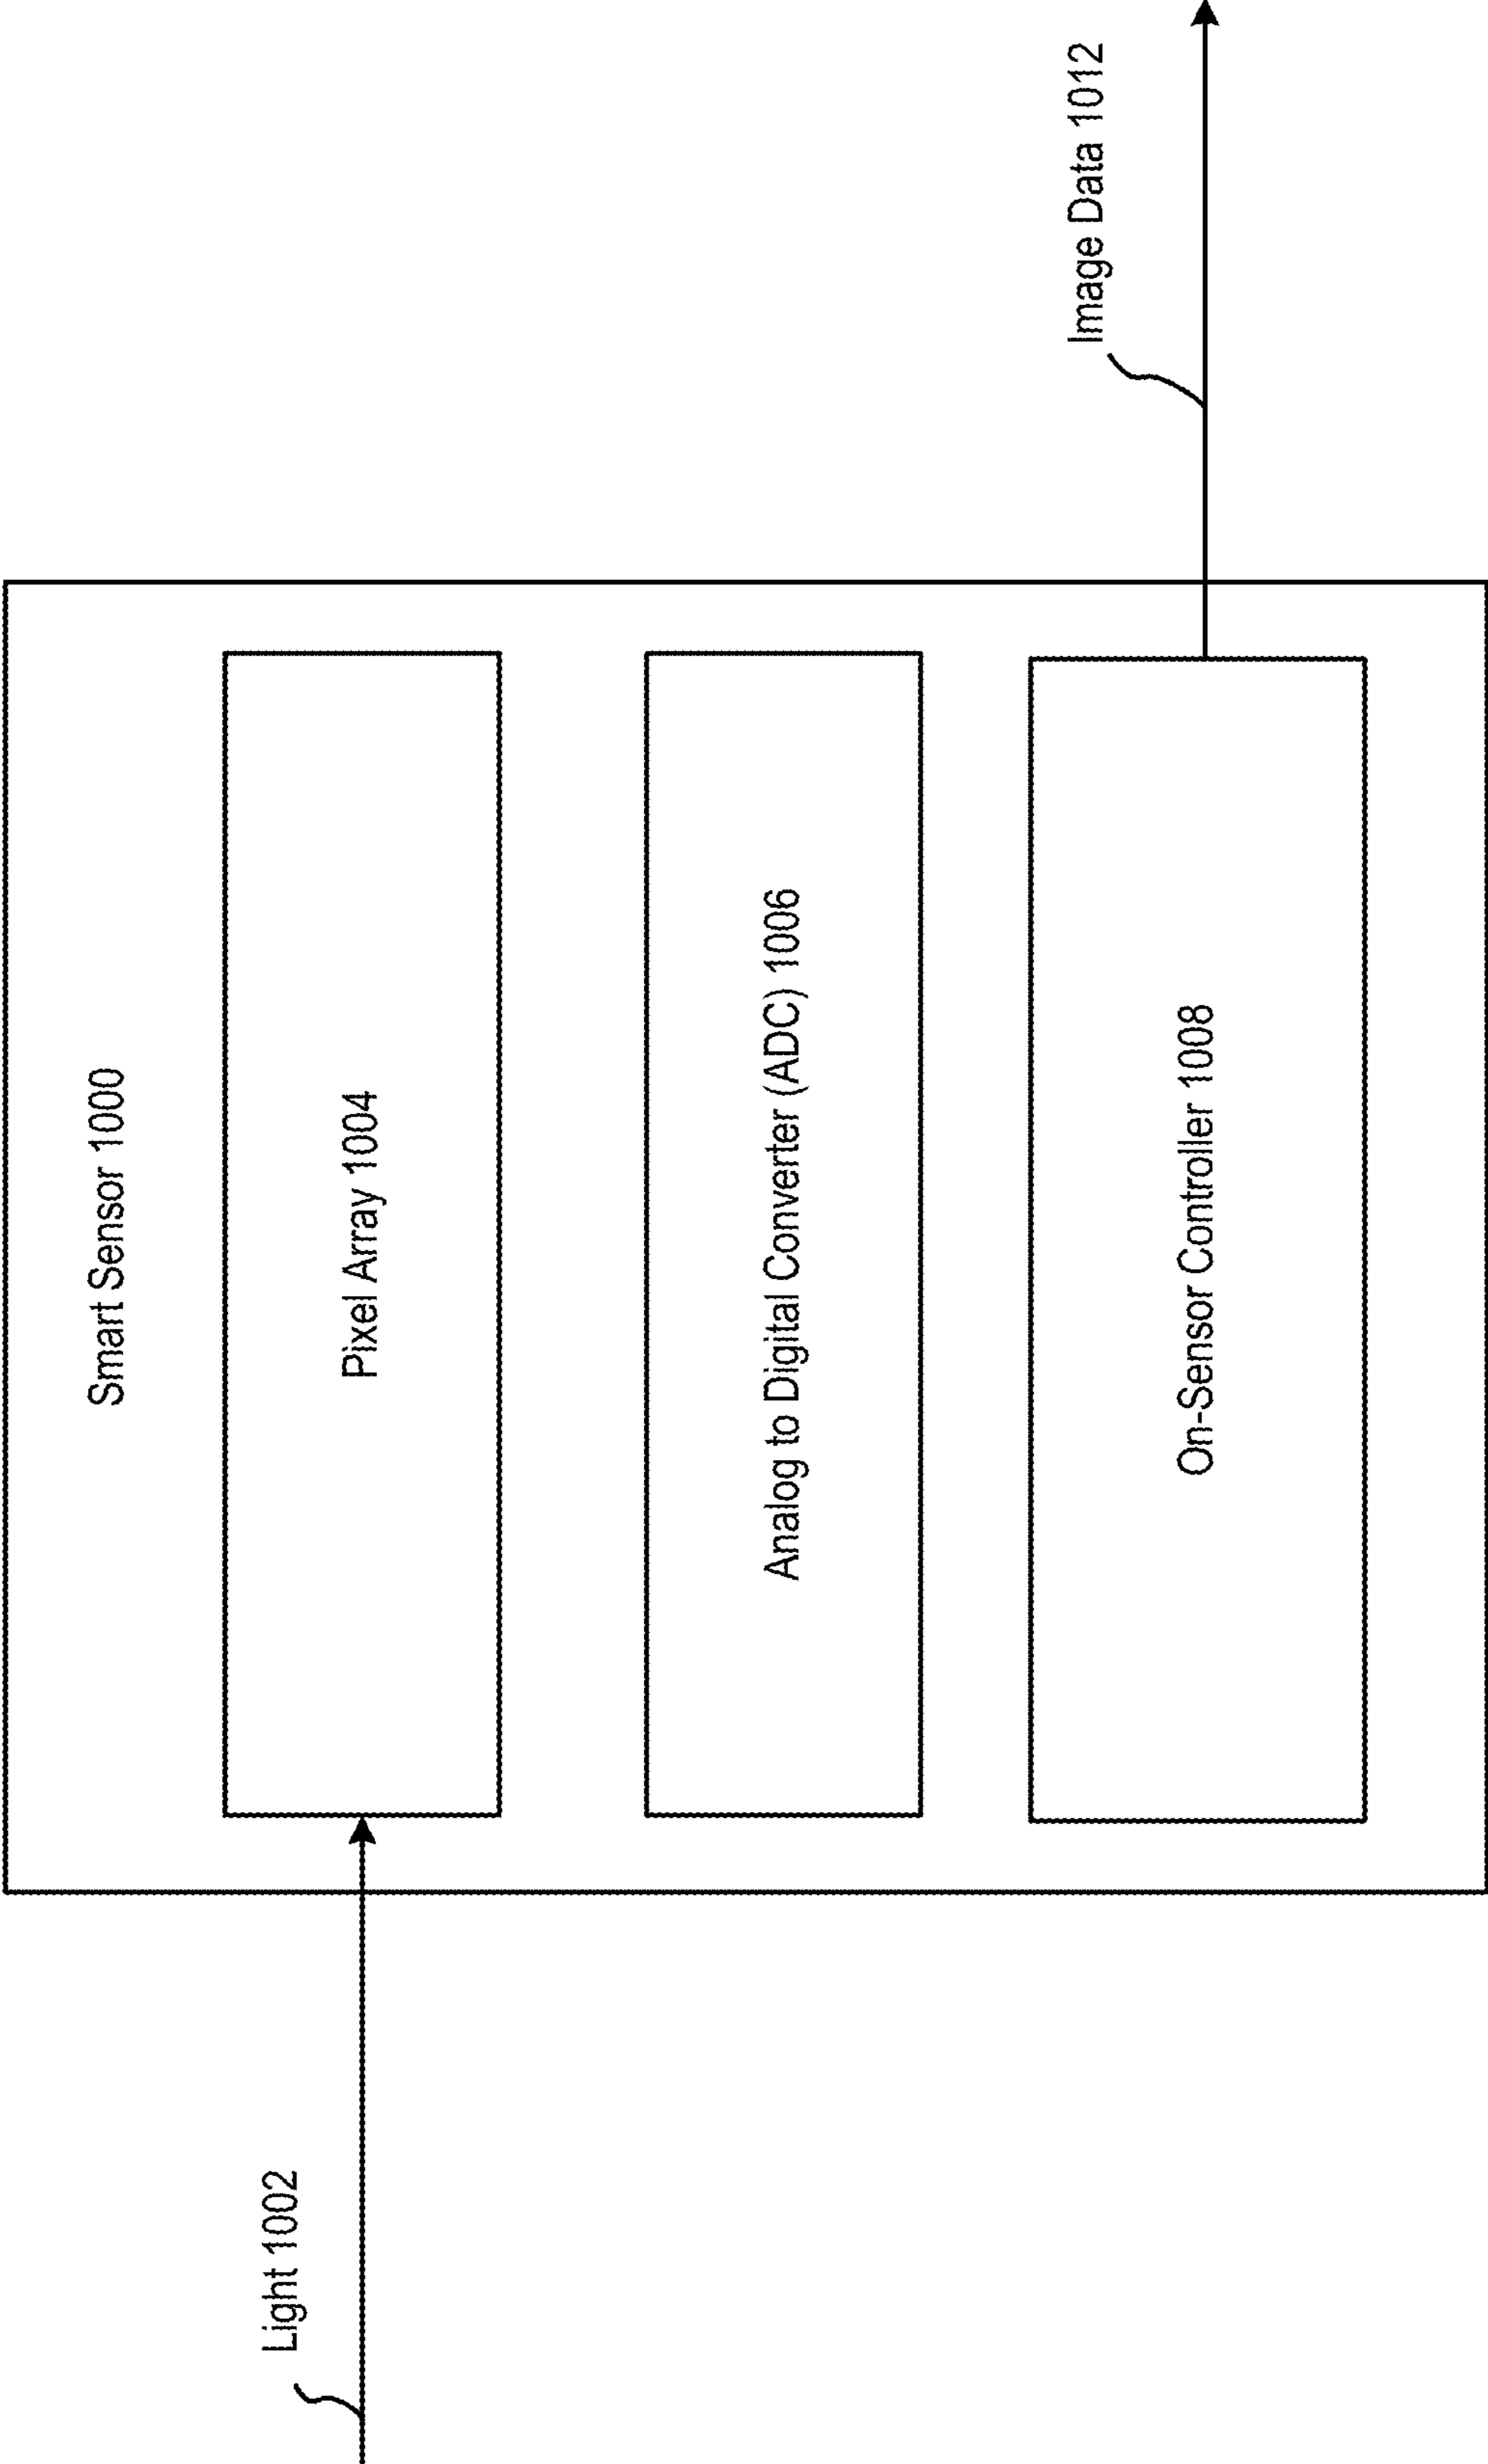 Smart Sensor 1000
Light 1002
Pixel Array 1004
Analog to Digital Converter (ADC) 1006
Image Data 1012
On-Sensor Controller 1008